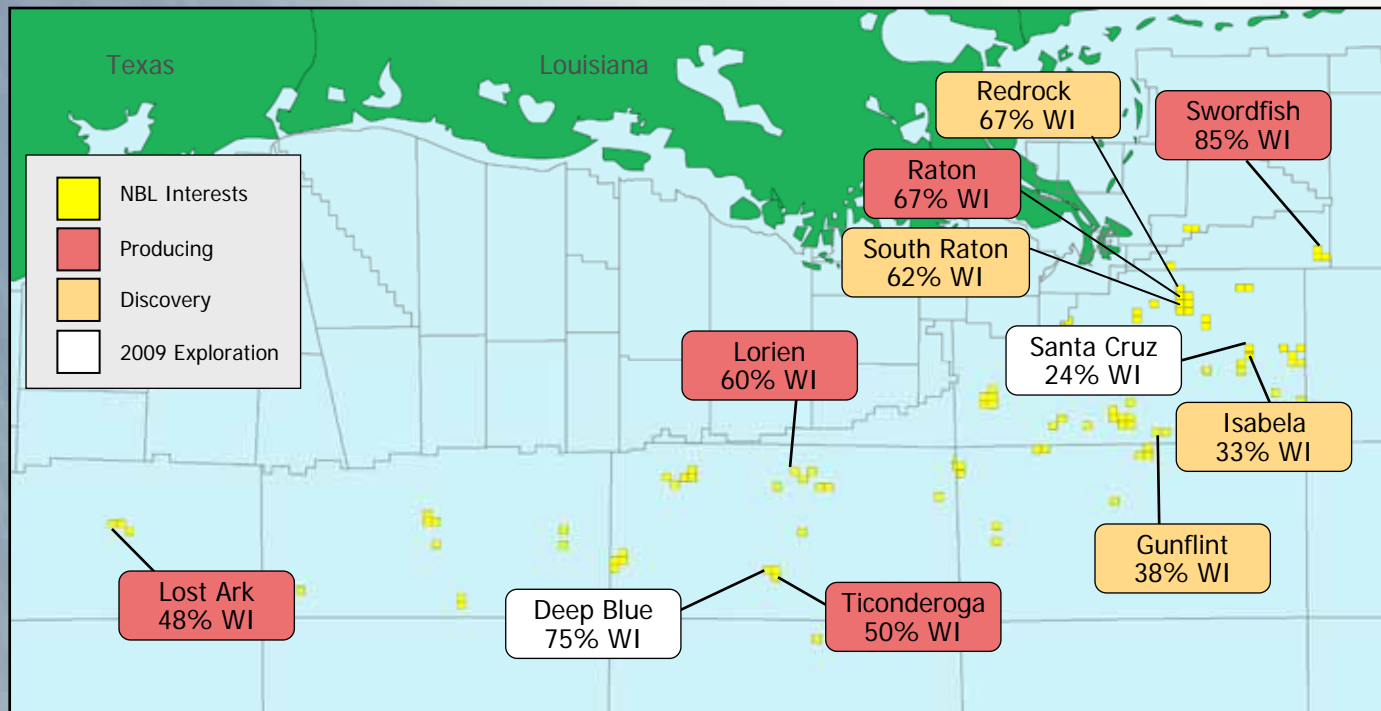 Texas
Louisiana
NBL Interests
Producing
Discovery
2009 Exploration
Redrock
67% WI
Swordfish
85% WI
Raton
67% WI
South Raton
62% WI
Santa Cruz
24% WI
Lorien
60% WI
Isabela
33% WI
Gunflint
38% WI
Lost Ark
48% WI
Deep Blue
75% WI
Ticonderoga
50% WI